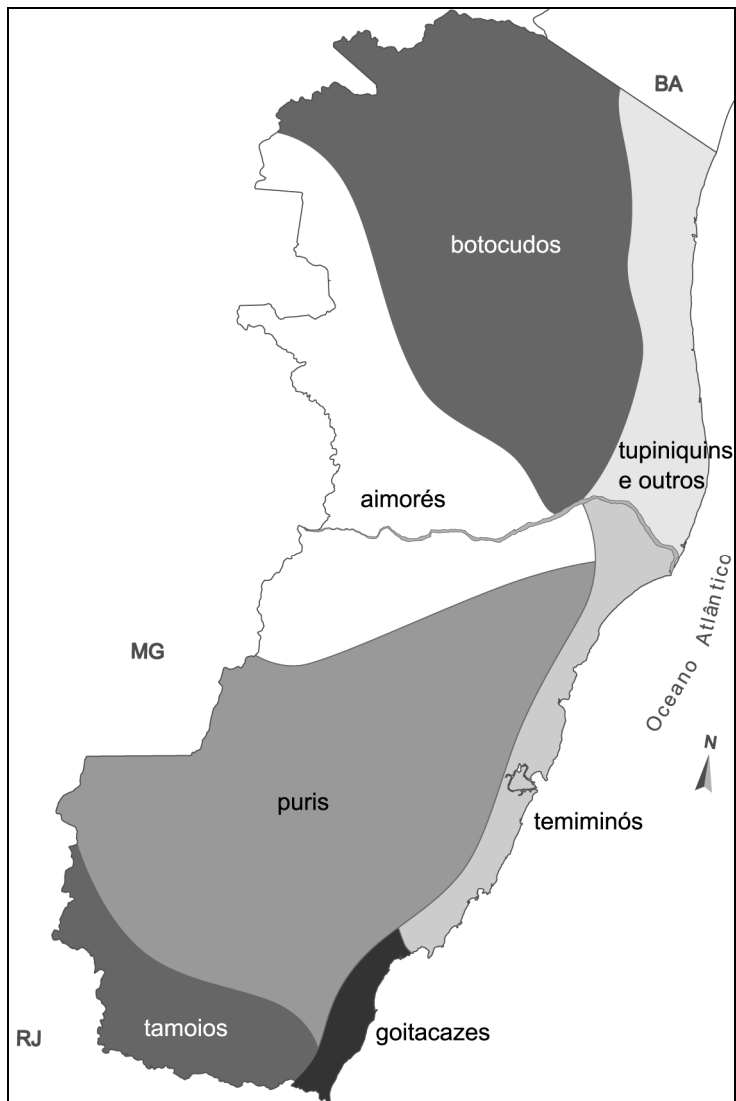 BA
botocudos
tupiniquins
e outros
aimorés
Oceano Atlântico
MG
N
puris
temiminós
tamoios
goitacazes
RJ